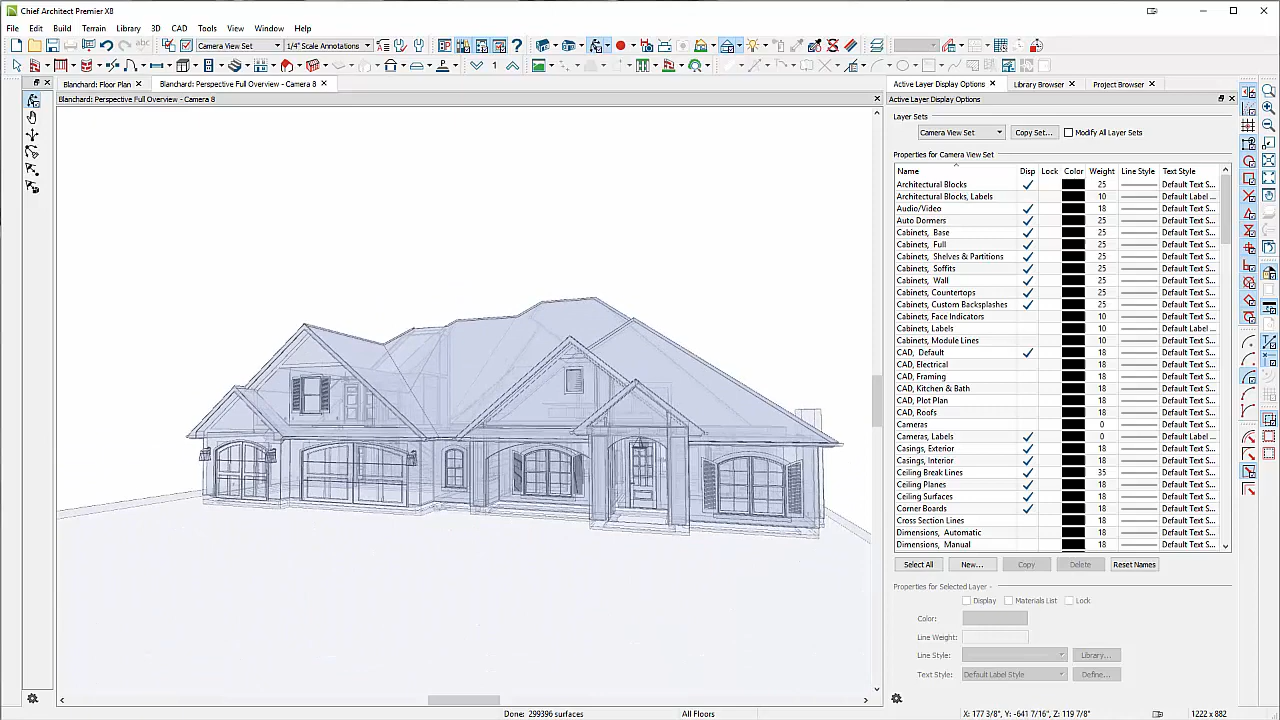 Chief Architect Premier X8
File Edit Build Terrain Library 3D CAD Tools View Window Help
Camera View Set 1/4" Scale Annotations
1
Blanchard: Floor Plan Blanchard: Perspective Full Overview - Camera 8
Active Layer Display Options Library Browser Project Browser
Blanchard: Perspective Full Overview - Camera 8
Active Layer Display Options
Layer Sets
Camera View Set Copy Set... Modify All Layer Sets
Properties for Camera View Set
Name Disp Lock Color Weight Line Style Text Style
Architectural Blocks 25 Default Text S...
Architectural Blocks, Labels 10 Default Label ...
Audio/Video 18 Default Text S...
Auto Dormers 25 Default Text S...
Cabinets, Base 25 Default Text S...
Cabinets, Full 25 Default Text S...
Cabinets, Shelves & Partitions 25 Default Text S...
Cabinets, Soffits 25 Default Text S...
Cabinets, Wall 25 Default Text S...
Cabinets, Countertops 25 Default Text S...
Cabinets, Custom Backsplashes 25 Default Text S...
Cabinets, Face Indicators 10 Default Text S...
Cabinets, Labels 10 Default Label ...
Cabinets, Module Lines 10 Default Text S...
CAD, Default 18 Default Text S...
CAD, Electrical 18 Default Text S...
CAD, Framing 18 Default Text S...
CAD, Kitchen & Bath 18 Default Text S...
CAD, Plot Plan 18 Default Text S...
CAD, Roofs 18 Default Text S...
Cameras 0 Default Text S...
Cameras, Labels 0 Default Label ...
Casings, Exterior 18 Default Text S...
Casings, Interior 18 Default Text S...
Ceiling Break Lines 35 Default Text S...
Ceiling Planes 18 Default Text S...
Ceiling Surfaces 18 Default Text S...
Corner Boards 18 Default Text S...
Cross Section Lines 18 Default Text S...
Dimensions, Automatic 18 Default Text S...
Dimensions, Manual 18 Default Text S...
Select All New... Copy Delete Reset Names
Properties for Selected Layer -
Display Materials List Lock
Color:
Line Weight:
Line Style: Library...
Text Style: Default Label Style Define...
Done: 299396 surfaces All Floors X: 177 3/8", Y: -641 7/16", Z: 119 7/8" 1222 x 882